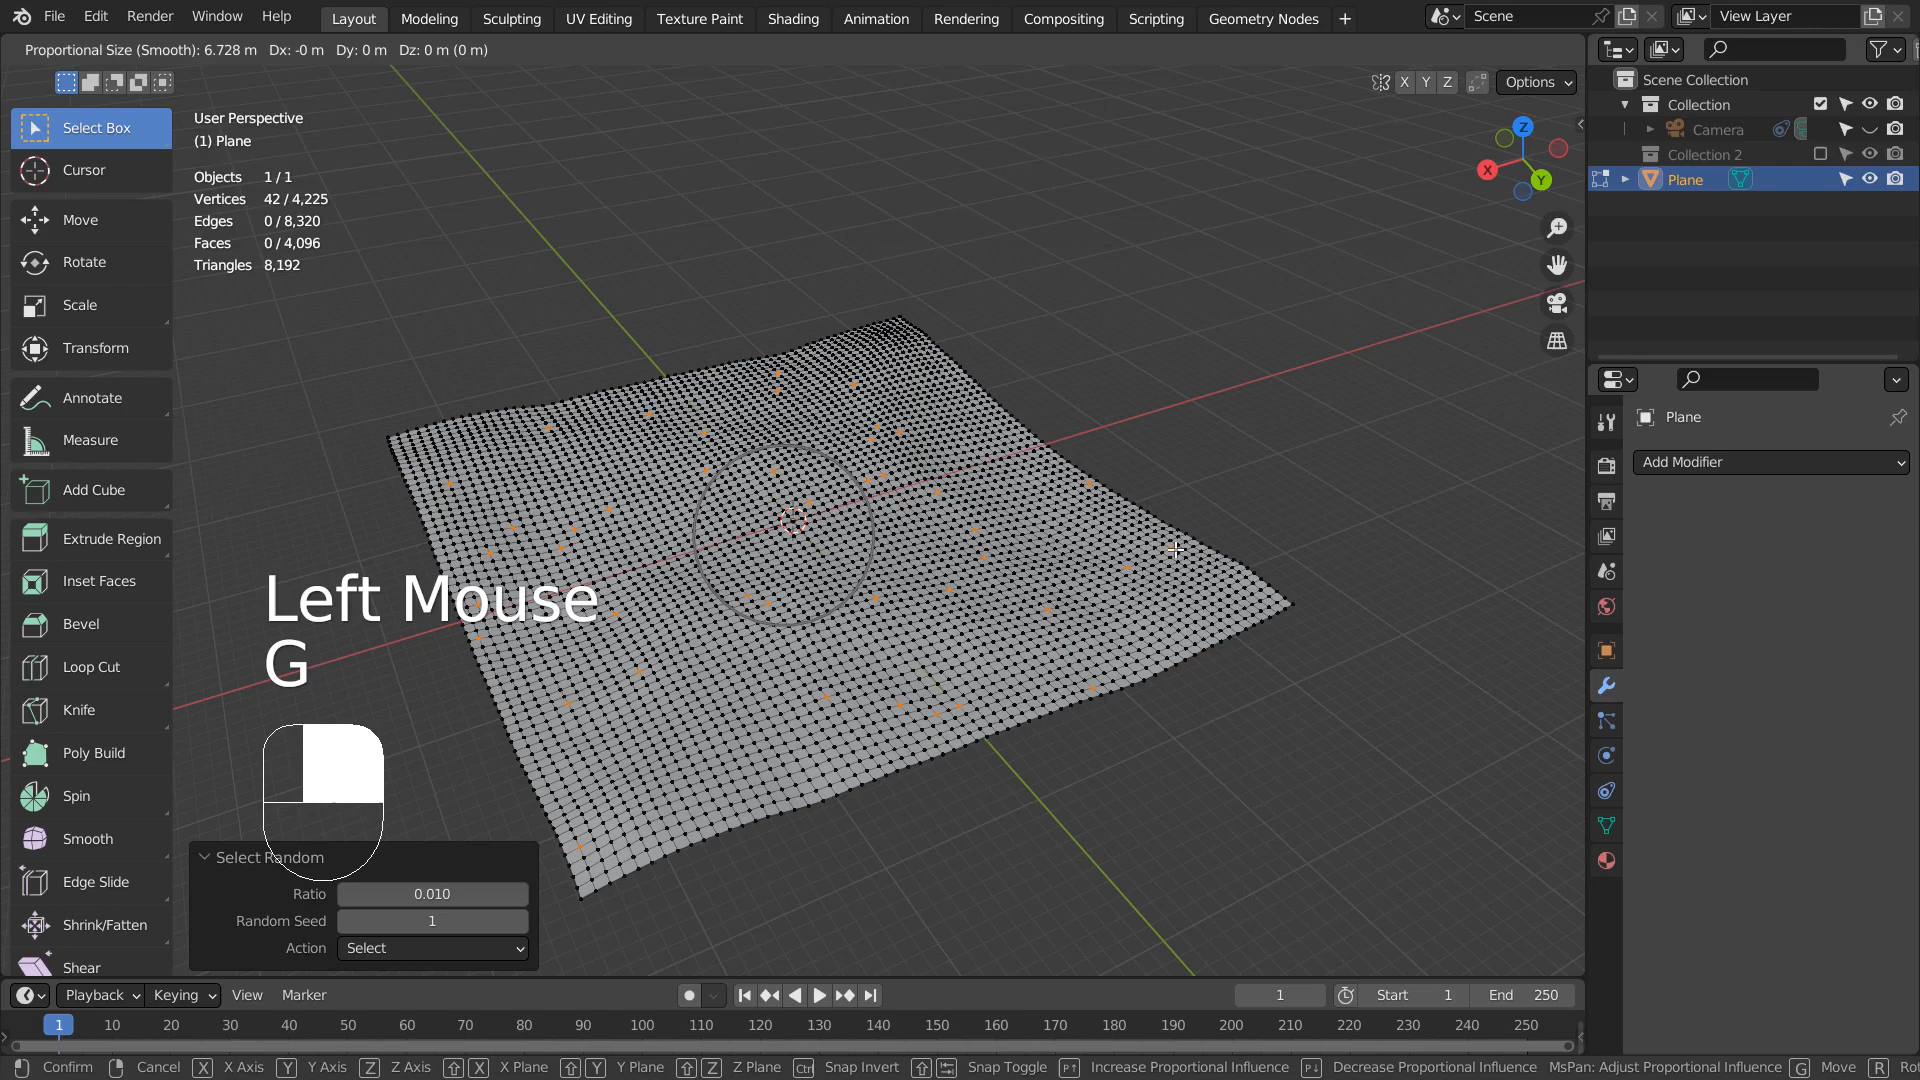 File Edit Render Window Help Layout Modeling Sculpting UV Editing Texture Paint Shading Animation Rendering Compositing Scripting Geometry Nodes + Scene View Layer
Proportional Size (Smooth): 6.728 m Dx: -0 m Dy: 0 m Dz: 0 m (0 m)
X Y Z Options
Select Box
Cursor
Move
Rotate
Scale
Transform
Annotate
Measure
Add Cube
Extrude Region
Inset Faces
Bevel
Loop Cut
Knife
Poly Build
Spin
Smooth
Edge Slide
Shrink/Fatten
Shear
User Perspective
(1) Plane
Objects 1 / 1
Vertices 42 / 4,225
Edges 0 / 8,320
Faces 0 / 4,096
Triangles 8,192
Z
X
Y
Left Mouse
G
Select Random
Ratio 0.010
Random Seed 1
Action Select
Scene Collection
Collection
Camera
Collection 2
Plane
Plane
Add Modifier
Playback Keying View Marker 1 Start 1 End 250
1 10 20 30 40 50 60 70 80 90 100 110 120 130 140 150 160 170 180 190 200 210 220 230 240 250
Confirm Cancel X X Axis Y Y Axis Z Z Axis X X Plane Y Y Plane Z Z Plane Ctrl Snap Invert Snap Toggle P↑ Increase Proportional Influence P↓ Decrease Proportional Influence MsPan: Adjust Proportional Influence G Move R